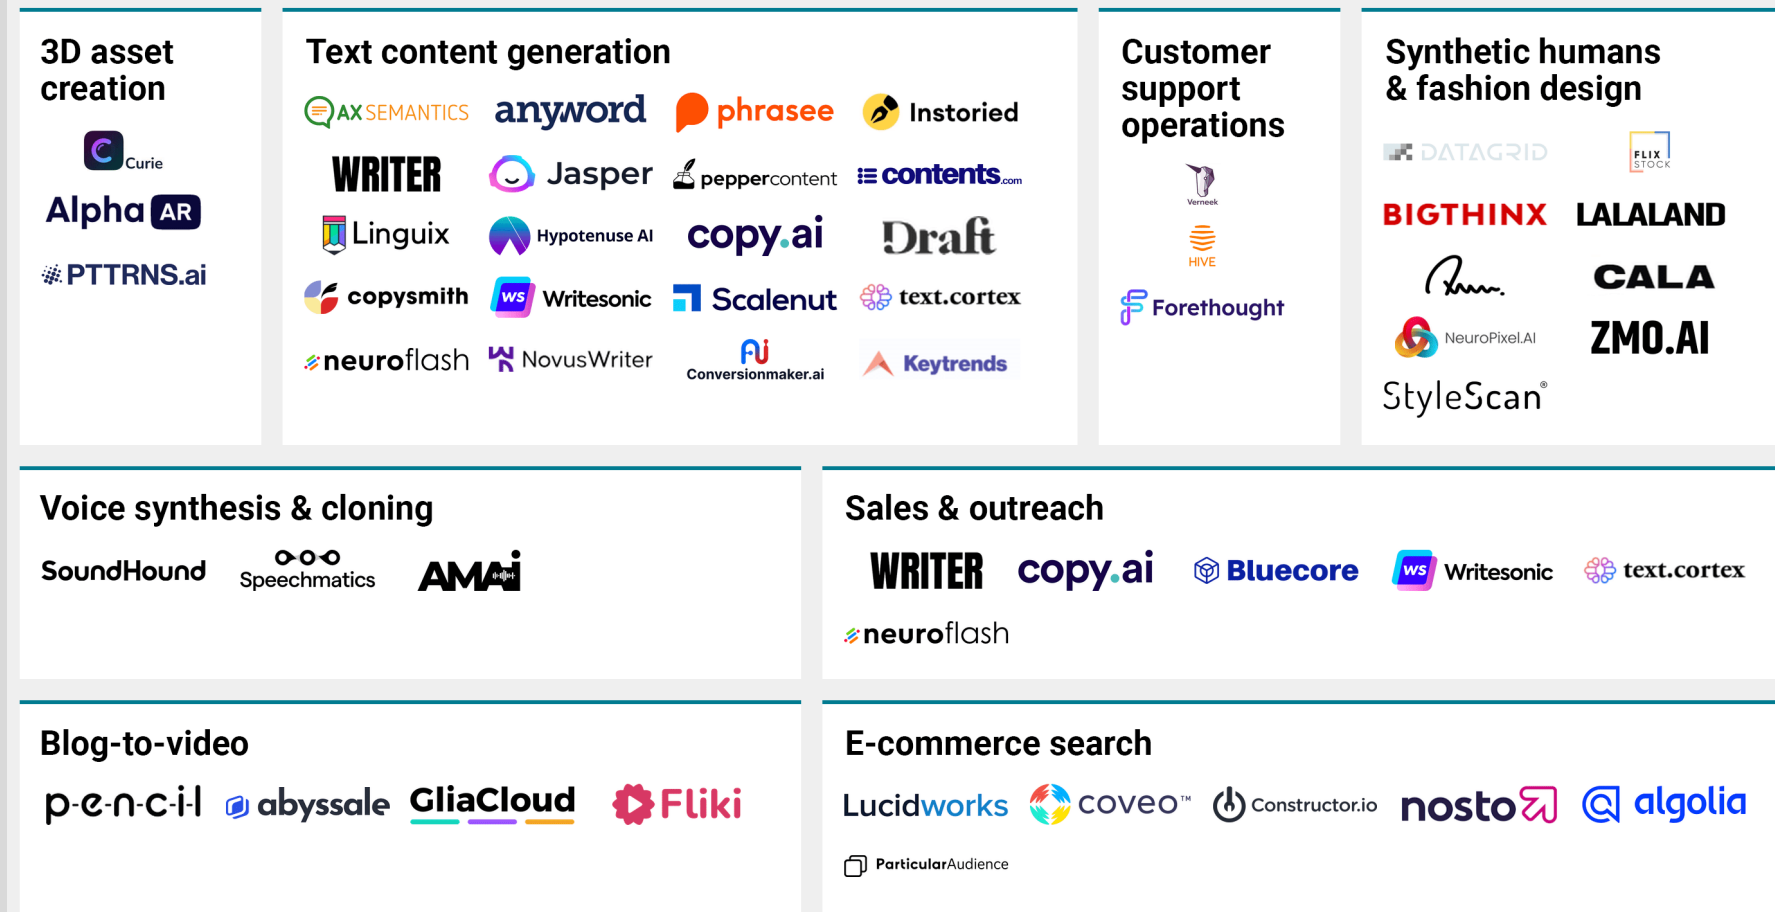 3D asset
creation
Curie
Alpha AR
PTTRNS.ai
Text content generation
AX SEMANTICS anyword phrasee Instoried
WRITER Jasper peppercontent contents.com
Linguix Hypotenuse AI copy.ai Draft
copysmith WS Writesonic Scalenut text.cortex
neuroflash NovusWriter Conversionmaker.ai Keytrends
Customer
support
operations
Verneek
HIVE
Forethought
Synthetic humans
& fashion design
DATAGRID FLIX STOCK
BIGTHINX LALALAND
CALA
NeuroPixel.AI ZMO.AI
StyleScan®
Voice synthesis & cloning
SoundHound Speechmatics AMAi
Sales & outreach
WRITER copy.ai Bluecore WS Writesonic text.cortex
neuroflash
Blog-to-video
p-e-n-c-i-l abyssale GliaCloud Fliki
E-commerce search
Lucidworks coveo™ Constructor.io nosto algolia
ParticularAudience